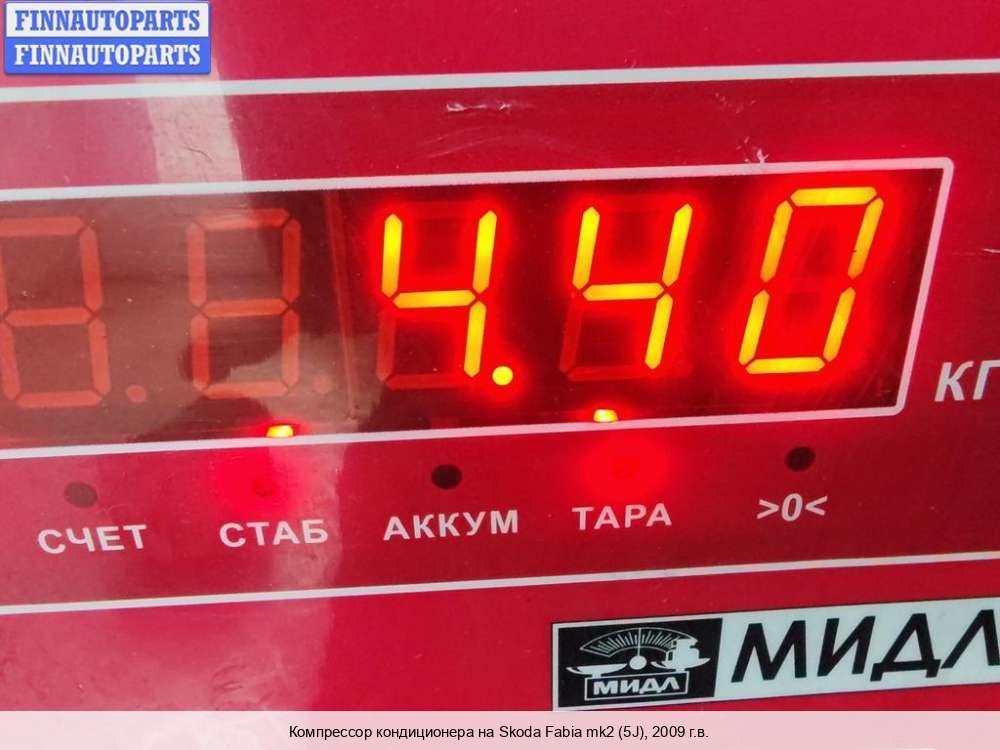 FINNAUTOPARTS
FINNAUTOPARTS
4.40
КГ
СЧЕТ СТАБ АККУМ ТАРА >0<
МИДЛ МИДЛ
Компрессор кондиционера на Skoda Fabia mk2 (5J), 2009 г.в.